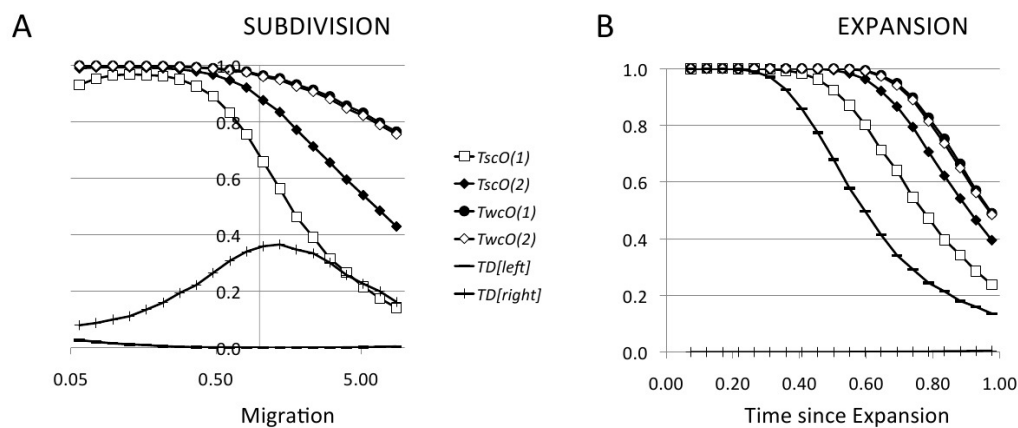 A
SUBDIVISION
1.0
0.8
0.6
0.4
0.2
0.0
0.05
0.50
5.00
Migration
TscO(1)
TscO(2)
TwcO(1)
TwcO(2)
TD[left]
TD[right]
B
EXPANSION
1.0
0.8
0.6
0.4
0.2
0.0
0.00
0.20
0.40
0.60
0.80
1.00
Time since Expansion